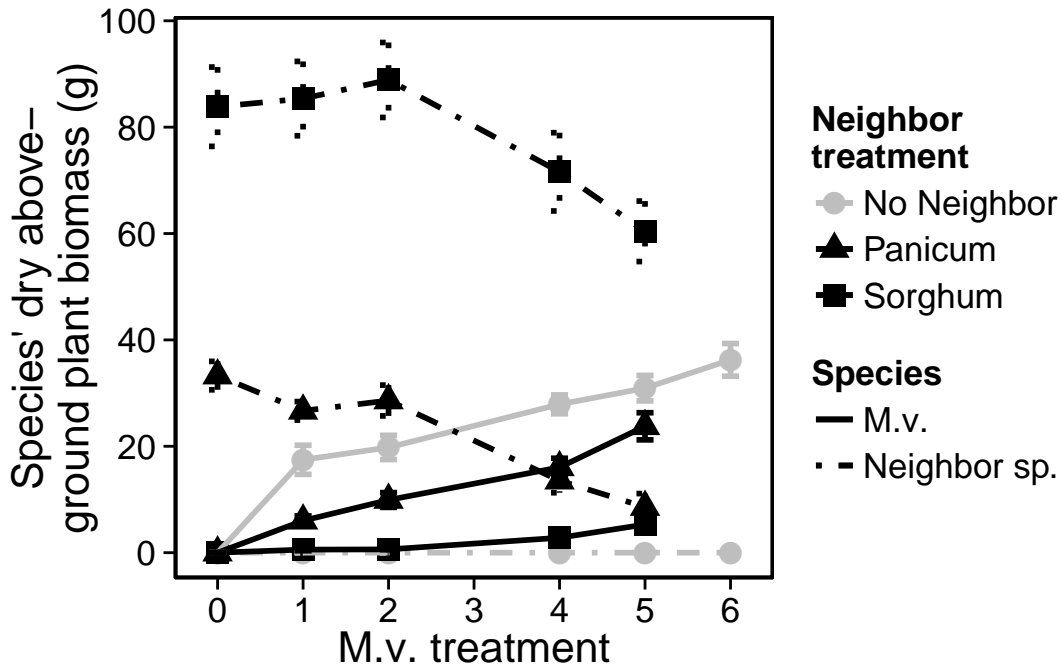 Species' dry above–
ground plant biomass (g)
100
80
60
40
20
0
0 1 2 3 4 5 6
M.v. treatment
Neighbor
treatment
No Neighbor
Panicum
Sorghum
Species
M.v.
Neighbor sp.